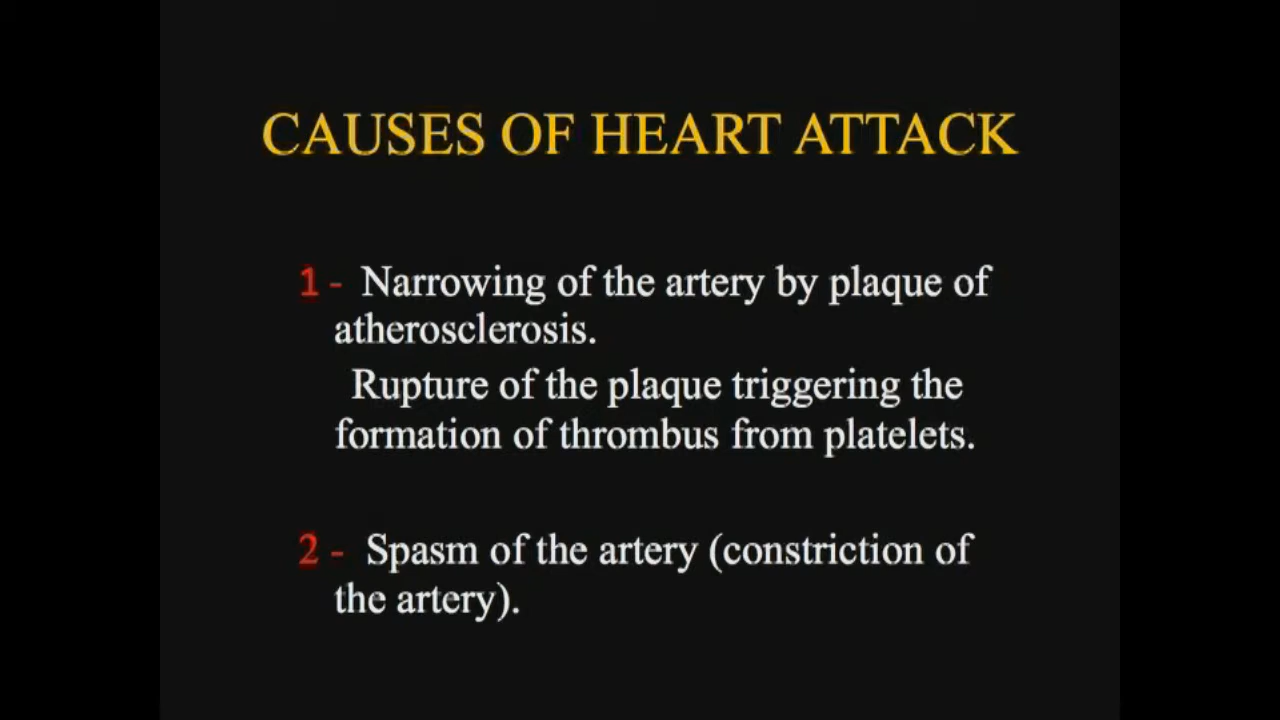 CAUSES OF HEART ATTACK
1 - Narrowing of the artery by plaque of
atherosclerosis.
Rupture of the plaque triggering the
formation of thrombus from platelets.
2 - Spasm of the artery (constriction of
the artery).